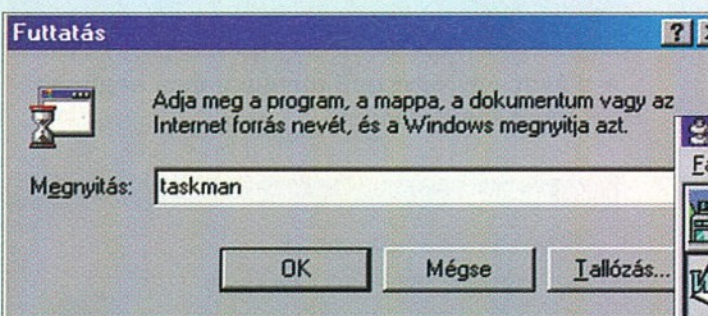 Futtatás
Adja meg a program, a mappa, a dokumentum vagy az
Internet forrás nevét, és a Windows megnyitja azt.
Megnyitás: taskman
OK Mégse Tallózás...